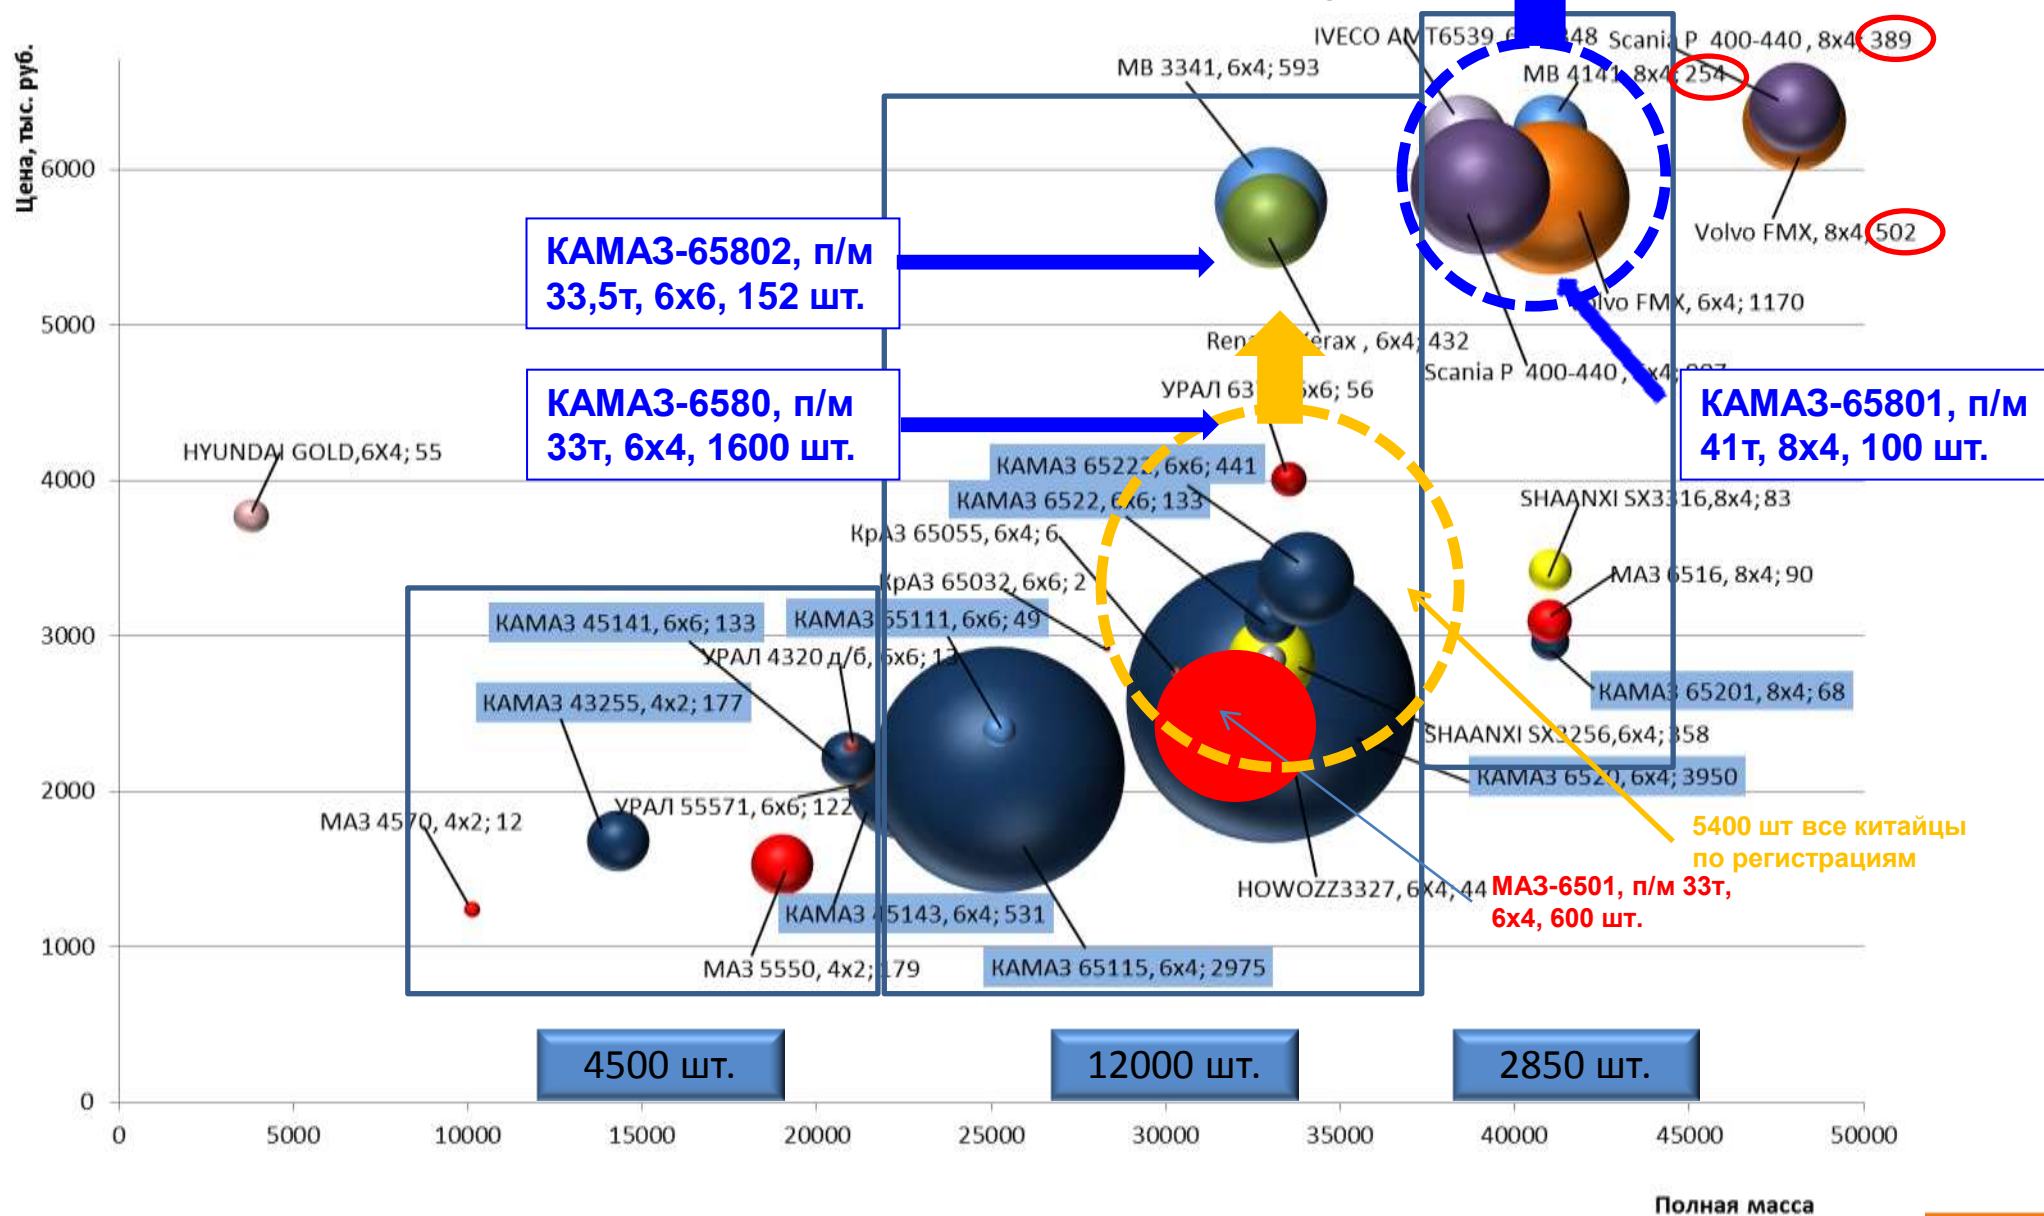 Цена, тыс. руб.
IVECO AMT6539
48
Scania P 400-440, 8x4; 389
MB 3341, 6x4; 593
MB 4141, 8x4; 254
6000
Volvo FMX, 8x4; 502
КАМАЗ-65802, п/м
33,5т, 6х6, 152 шт.
5000
Volvo FMX, 6x4; 1170
Kerax , 6x4; 432
Scania P 400-440,
УРАЛ
6x6; 56
КАМАЗ-6580, п/м
33т, 6х4, 1600 шт.
КАМАЗ-65801, п/м
41т, 8х4, 100 шт.
HYUNDAI GOLD,6X4; 55
КАМАЗ 65222, 6x6; 441
4000
КАМАЗ 6522, 6x6; 133
SHAANXI SX3316,8x4; 83
КрАЗ 65055, 6x4; 6
КрАЗ 65032, 6x6; 2
МАЗ 6516, 8x4; 90
КАМАЗ 45141, 6x6; 133
КАМАЗ 65111, 6x6; 49
3000
УРАЛ 4320 д/б, 6x6; 13
КАМАЗ 43255, 4x2; 177
КАМАЗ 65201, 8x4; 68
SHAANXI SX3256,6x4; 358
КАМАЗ 6520, 6x4; 3950
2000
УРАЛ 55571, 6x6; 122
МАЗ 4570, 4x2; 12
5400 шт все китайцы
по регистрациям
HOWOZZ3327, 6X4; 44
МАЗ-6501, п/м 33т,
6х4, 600 шт.
КАМАЗ 45143, 6x4; 531
1000
МАЗ 5550, 4x2; 179
КАМАЗ 65115, 6x4; 2975
4500 шт.
12000 шт.
2850 шт.
0
0
5000
10000
15000
20000
25000
30000
35000
40000
45000
50000
Полная масса